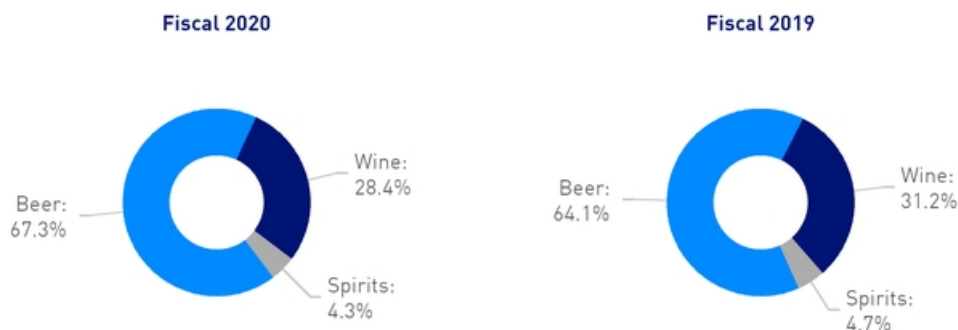 Fiscal 2020
Wine:
28.4%
Beer:
67.3%
Spirits:
4.3%
Fiscal 2019
Wine:
31.2%
Beer:
64.1%
Spirits:
4.7%